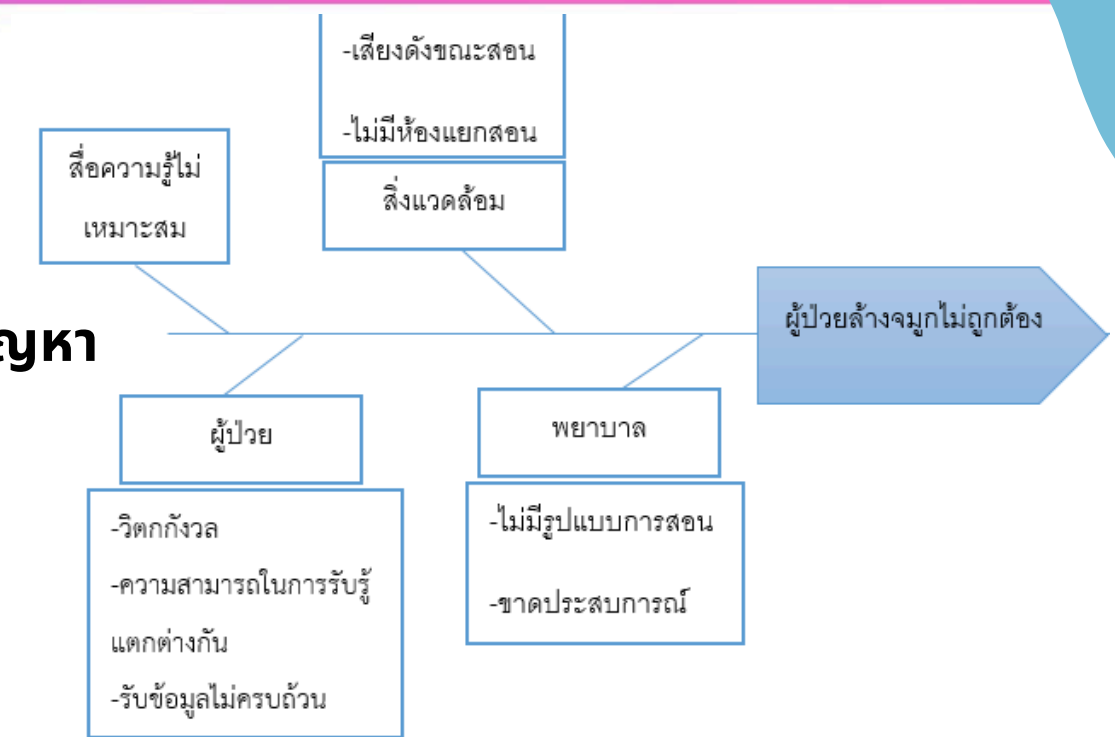 -เสียงดังขณะสอน
-ไม่มีห้องแยกสอน
สื่อความรู้ไม่
เหมาะสม
สิ่งแวดล้อม
ผู้ป่วยล้างจมูกไม่ถูกต้อง
ญหา
ผู้ป่วย
พยาบาล
-วิตกกังวล
-ความสามารถในการรับรู้
แตกต่างกัน
-รับข้อมูลไม่ครบถ้วน
-ไม่มีรูปแบบการสอน
-ขาดประสบการณ์